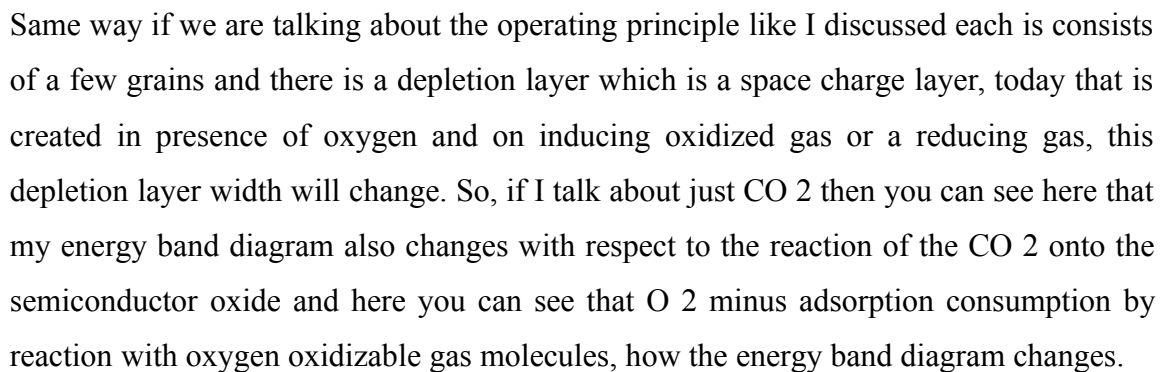 Same way if we are talking about the operating principle like I discussed each is consists
of a few grains and there is a depletion layer which is a space charge layer, today that is
created in presence of oxygen and on inducing oxidized gas or a reducing gas, this
depletion layer width will change. So, if I talk about just CO 2 then you can see here that
my energy band diagram also changes with respect to the reaction of the CO 2 onto the
semiconductor oxide and here you can see that O 2 minus adsorption consumption by
reaction with oxygen oxidizable gas molecules, how the energy band diagram changes.